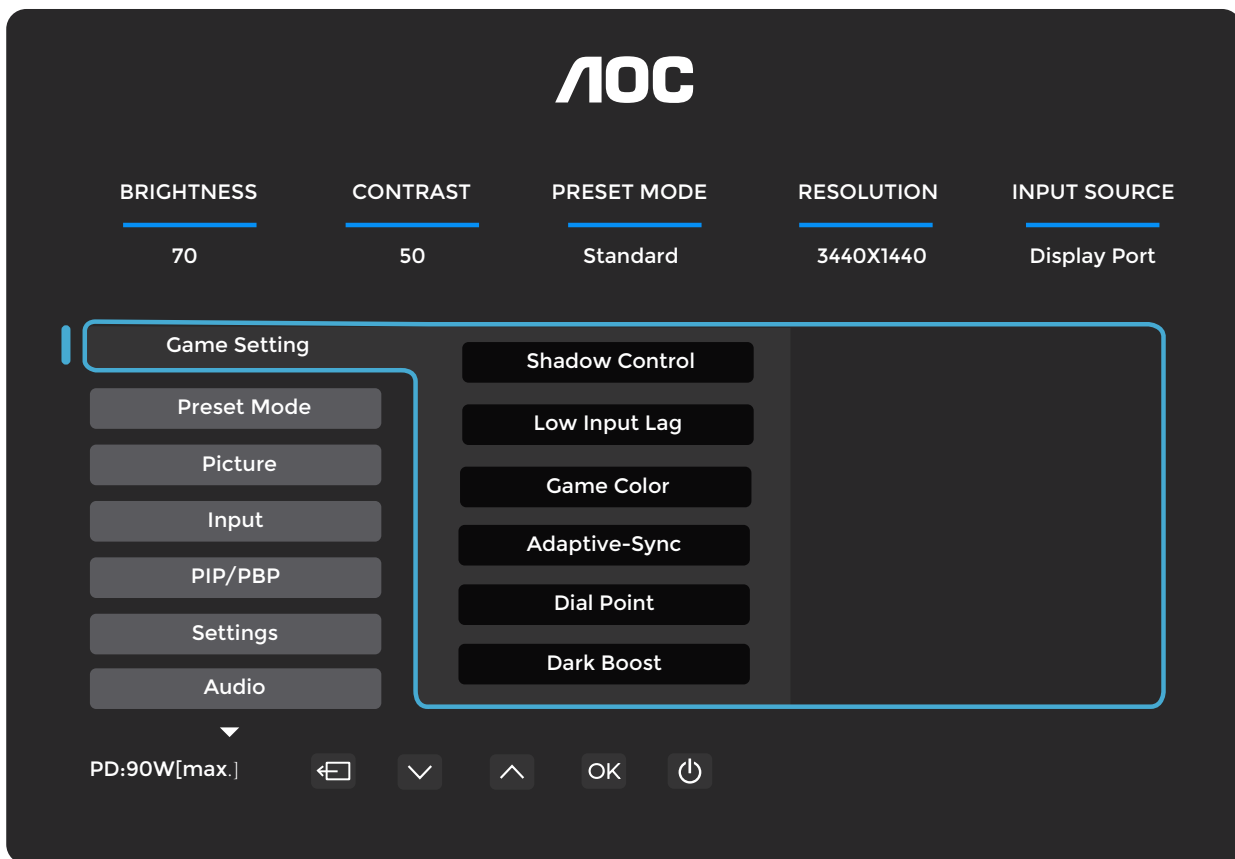 AOC
BRIGHTNESS CONTRAST PRESET MODE RESOLUTION INPUT SOURCE
70 50 Standard 3440X1440 Display Port
Game Setting
Preset Mode
Picture
Input
PIP/PBP
Settings
Audio
Shadow Control
Low Input Lag
Game Color
Adaptive-Sync
Dial Point
Dark Boost
PD:90W[max.]
OK